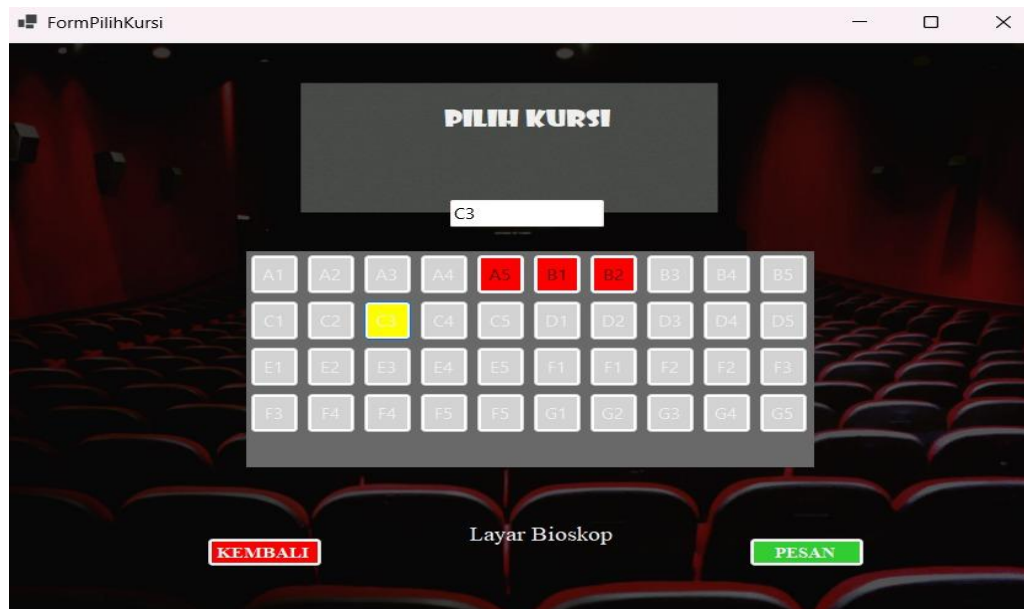 FormPilihKursi
PILIH KURSI
C3
A1 A2 A3 A4 A5 B1 B2 B3 B4 B5
C1 C2 C3 C4 C5 D1 D2 D3 D4 D5
E1 E2 E3 E4 E5 F1 F1 F2 F2 F3
F3 F4 F4 F5 F5 G1 G2 G3 G4 G5
Layar Bioskop
KEMBALI
PESAN